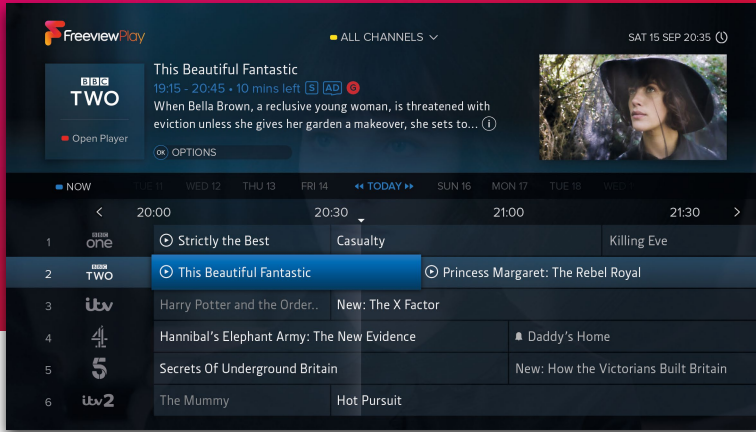 FreeviewPlay
ALL CHANNELS
SAT 15 SEP 20:35
BBC
TWO
Open Player
This Beautiful Fantastic
19:15 - 20:45 • 10 mins left S AD G
When Bella Brown, a reclusive young woman, is threatened with
eviction unless she gives her garden a makeover, she sets to... i
OK OPTIONS
NOW TUE 11 WED 12 THU 13 FRI 14 TODAY SUN 16 MON 17 TUE 18
20:00 20:30 21:00 21:30
1 BBC one Strictly the Best Casualty Killing Eve
2 BBC TWO This Beautiful Fantastic Princess Margaret: The Rebel Royal
3 itv Harry Potter and the Order.. New: The X Factor
4 4 Hannibal's Elephant Army: The New Evidence Daddy's Home
5 5 Secrets Of Underground Britain New: How the Victorians Built Britain
6 itv2 The Mummy Hot Pursuit